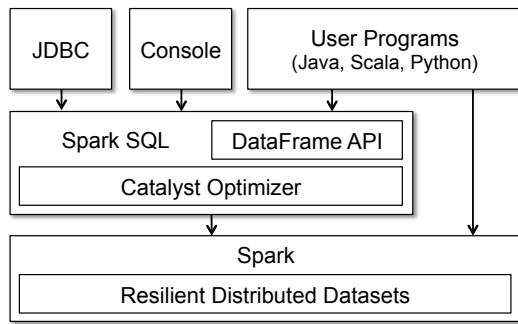 JDBC
Console
User Programs
(Java, Scala, Python)
Spark SQL
DataFrame API
Catalyst Optimizer
Spark
Resilient Distributed Datasets